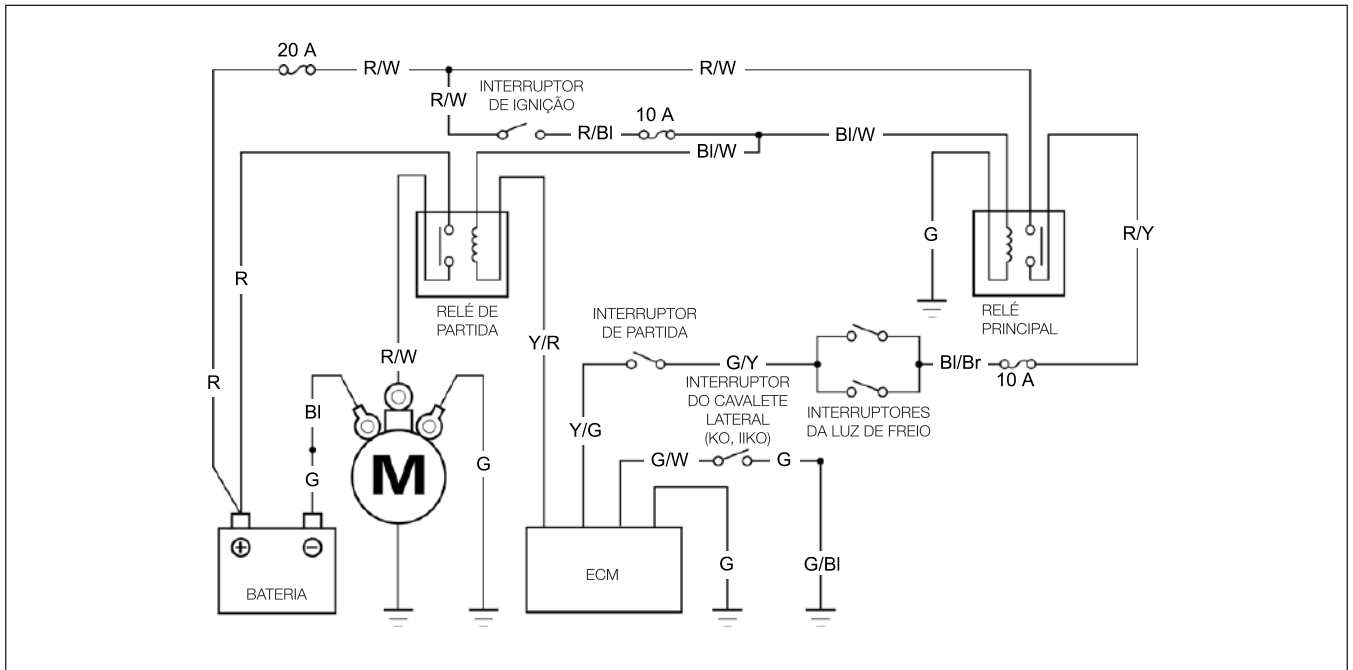 20 A
R/W
R/W
R/W
INTERRUPTOR
DE IGNIÇÃO
R/Bl
10 A
Bl/W
Bl/W
G
R/Y
R
RELÉ DE
PARTIDA
RELÉ
PRINCIPAL
INTERRUPTOR
DE PARTIDA
Y/R
R/W
G/Y
Bl/Br
10 A
R
INTERRUPTOR
DO CAVALETE
LATERAL
(KO, IIKO)
INTERRUPTORES
DA LUZ DE FREIO
Bl
Y/G
G/W
G
G
G
M
BATERIA
ECM
G
G/Bl